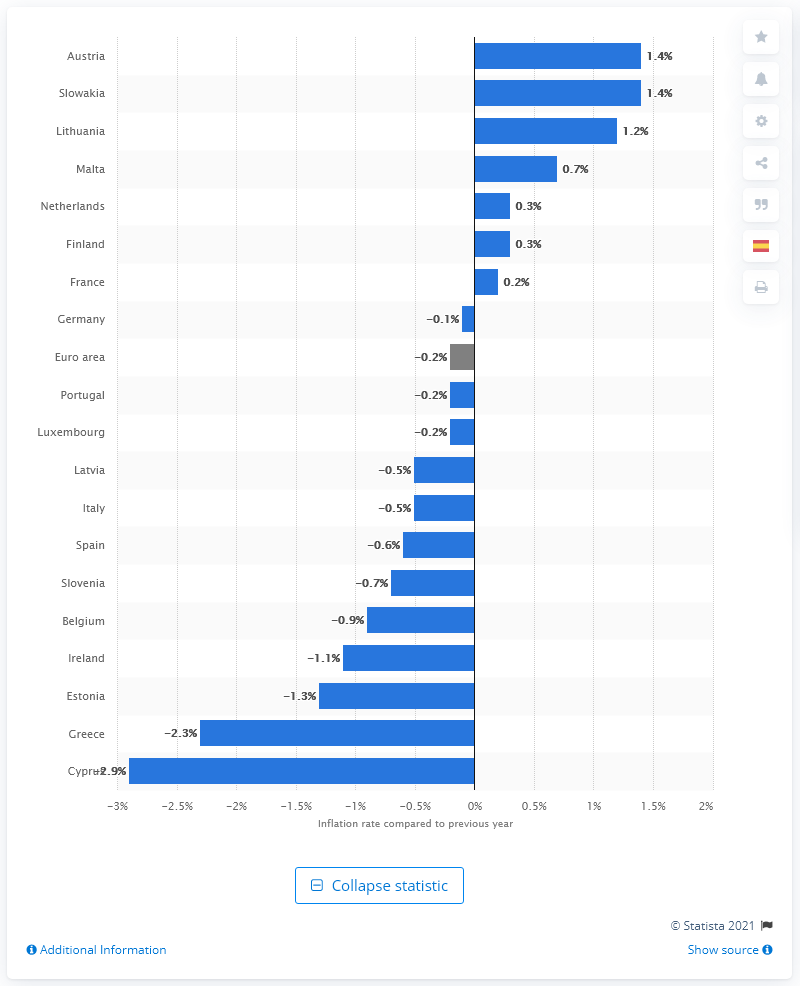 Austria 1.4%
Slowakia 1.4%
Lithuania 1.2%
Malta 0.7%
Netherlands 0.3%
Finland 0.3%
France 0.2%
Germany −0.1%
Euro area −0.2%
Portugal −0.2%
Luxembourg −0.2%
Latvia −0.5%
Italy −0.5%
Spain −0.6%
Slovenia −0.7%
Belgium −0.9%
Ireland −1.1%
Estonia −1.3%
Greece −2.3%
Cyprus −2.9%
−3% −2.5% −2% −1.5% −1% −0.5% 0% 0.5% 1% 1.5% 2%
Inflation rate compared to previous year
Collapse statistic
© Statista 2021
Additional Information Show source